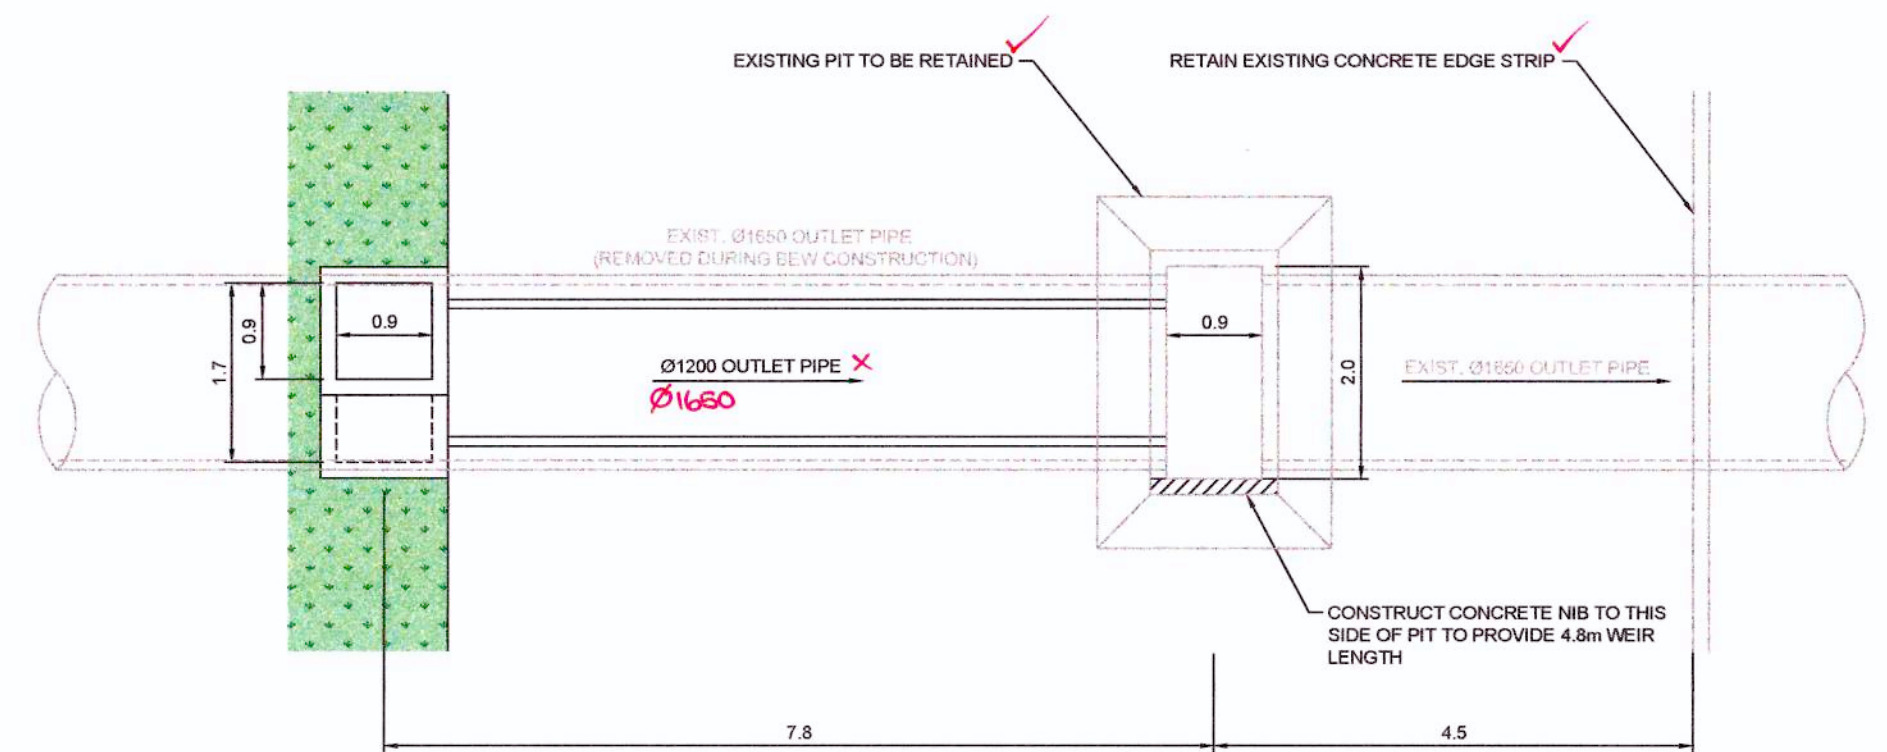 EXISTING PIT TO BE RETAINED
RETAIN EXISTING CONCRETE EDGE STRIP
EXIST. Ø1650 OUTLET PIPE
(REMOVED DURING BEW CONSTRUCTION)
0.9
0.9
1.7
0.9
2.0
Ø1200 OUTLET PIPE X
Ø1650
EXIST. Ø1650 OUTLET PIPE
CONSTRUCT CONCRETE NIB TO THIS
SIDE OF PIT TO PROVIDE 4.8m WEIR
LENGTH
7.8
4.5